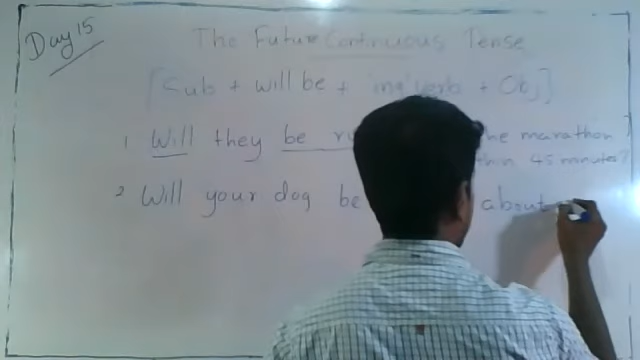 Day 15
The Future Continuous Tense
[Sub + will be + 'ing' verb + Obj]
1 Will they be the marathon
45 minutes?
2 Will your dog be about